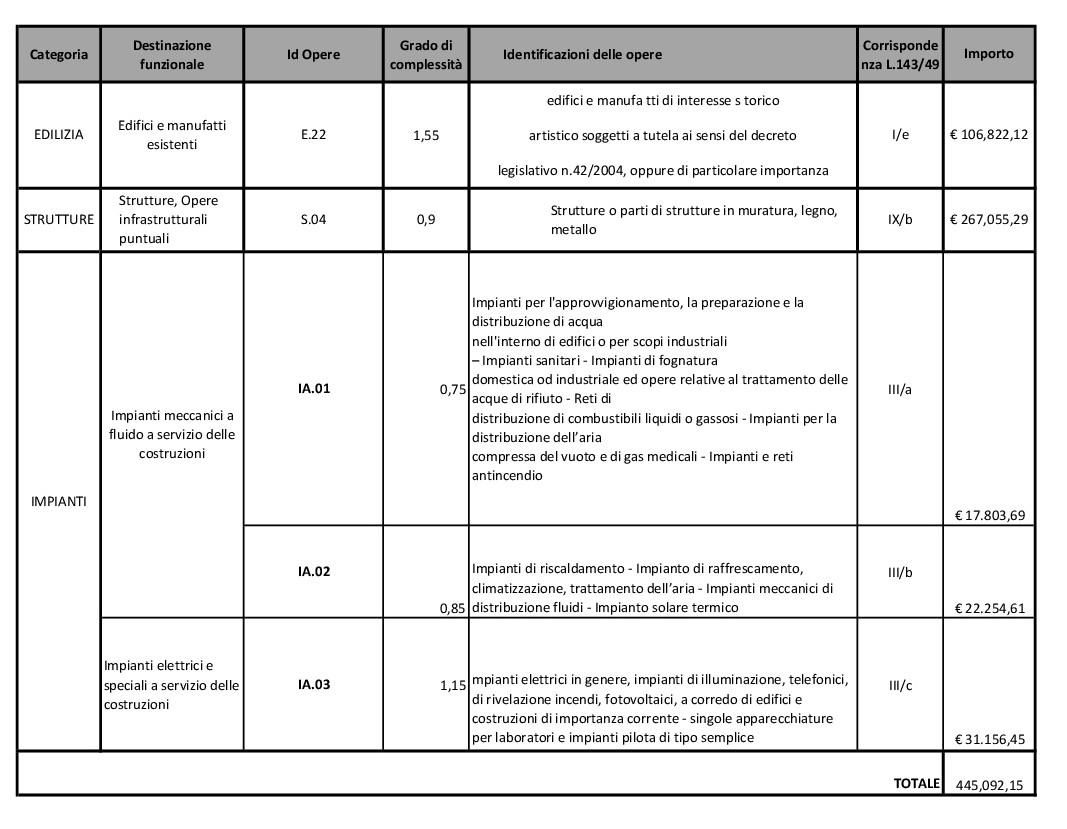 Categoria
Destinazione
funzionale
Id Opere
Grado di
complessità
Identificazioni delle opere
Corrisponde
nza L.143/49
Importo
EDILIZIA
Edifici e manufatti
esistenti
E.22
1,55
edifici e manufa tti di interesse s torico
artistico soggetti a tutela ai sensi del decreto
legislativo n.42/2004, oppure di particolare importanza
I/e
€ 106,822,12
STRUTTURE
Strutture, Opere
infrastrutturali
puntuali
S.04
0,9
Strutture o parti di strutture in muratura, legno,
metallo
IX/b
€ 267,055,29
IMPIANTI
Impianti meccanici a
fluido a servizio delle
costruzioni
IA.01
0,75
Impianti per l'approvvigionamento, la preparazione e la
distribuzione di acqua
nell'interno di edifici o per scopi industriali
– Impianti sanitari - Impianti di fognatura
domestica od industriale ed opere relative al trattamento delle
acque di rifiuto - Reti di
distribuzione di combustibili liquidi o gassosi - Impianti per la
distribuzione dell’aria
compressa del vuoto e di gas medicali - Impianti e reti
antincendio
III/a
€ 17.803,69
IA.02
0,85
Impianti di riscaldamento - Impianto di raffrescamento,
climatizzazione, trattamento dell’aria - Impianti meccanici di
distribuzione fluidi - Impianto solare termico
III/b
€ 22.254,61
Impianti elettrici e
speciali a servizio delle
costruzioni
IA.03
1,15
mpianti elettrici in genere, impianti di illuminazione, telefonici,
di rivelazione incendi, fotovoltaici, a corredo di edifici e
costruzioni di importanza corrente - singole apparecchiature
per laboratori e impianti pilota di tipo semplice
III/c
€ 31.156,45
TOTALE
445,092,15